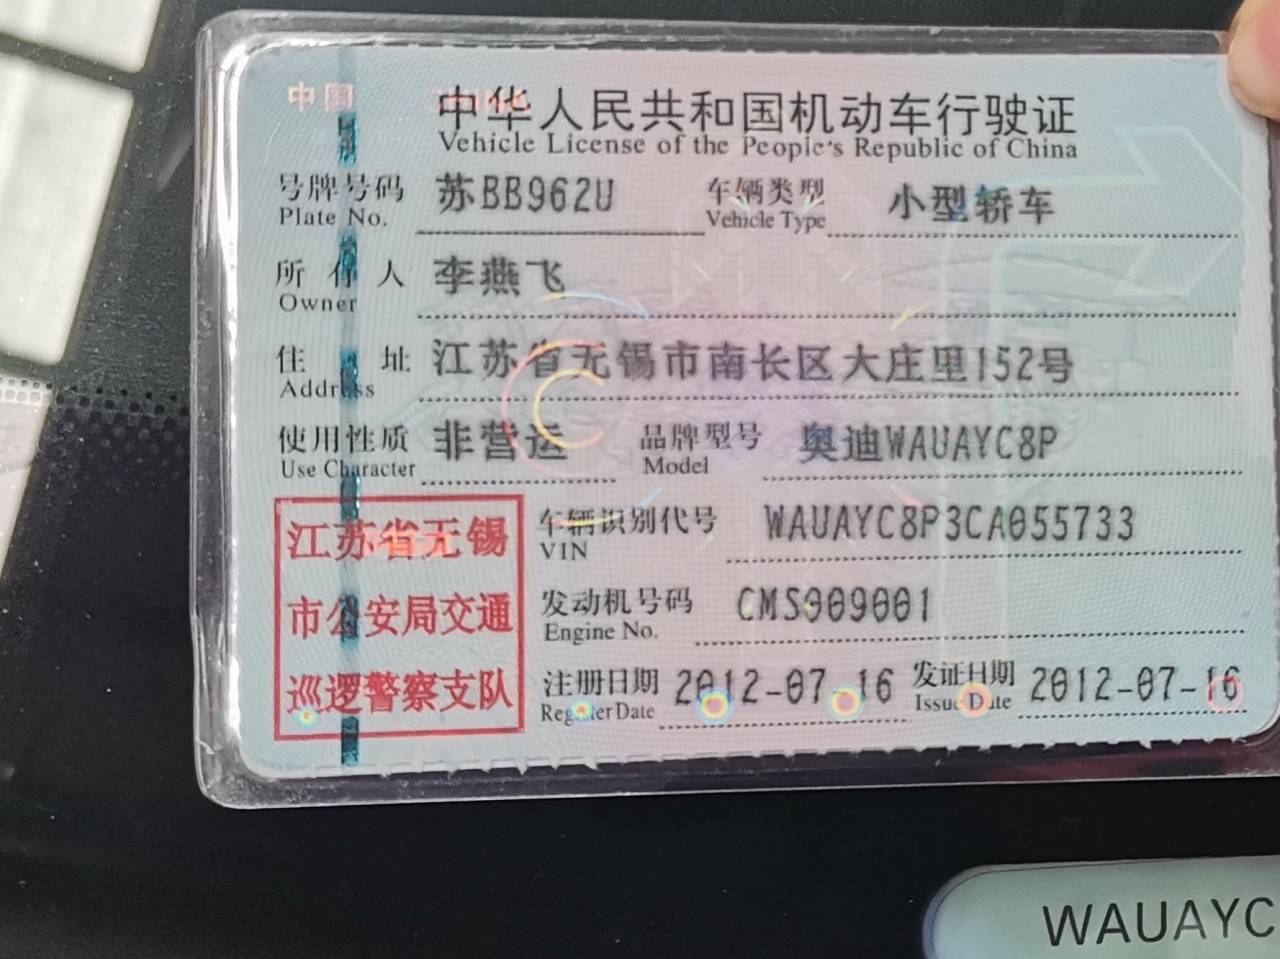 中国
中华人民共和国机动车行驶证
Vehicle License of the People's Republic of China
号牌号码 苏BB962U 车辆类型 小型轿车
Plate No. Vehicle Type
所有人 李燕飞
Owner
住址 江苏省无锡市南长区大庄里152号
Address
使用性质 非营运 品牌型号 奥迪WAUAYC8P
Use Character Model
江苏省无锡
市公安局交通
巡逻警察支队
车辆识别代号 WAUAYC8P3CA055733
VIN
发动机号码 CMS009001
Engine No.
注册日期 2012-07-16 发证日期 2012-07-16
Register Date Issue Date
WAUAYC